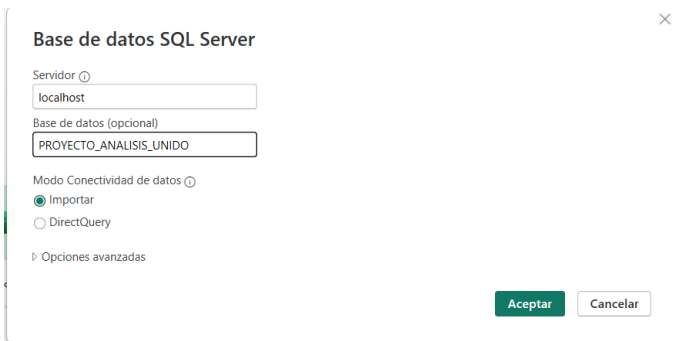 Base de datos SQL Server
Servidor
localhost
Base de datos (opcional)
PROYECTO_ANALISIS_UNIDO
Modo Conectividad de datos
Importar
DirectQuery
Opciones avanzadas
Aceptar Cancelar